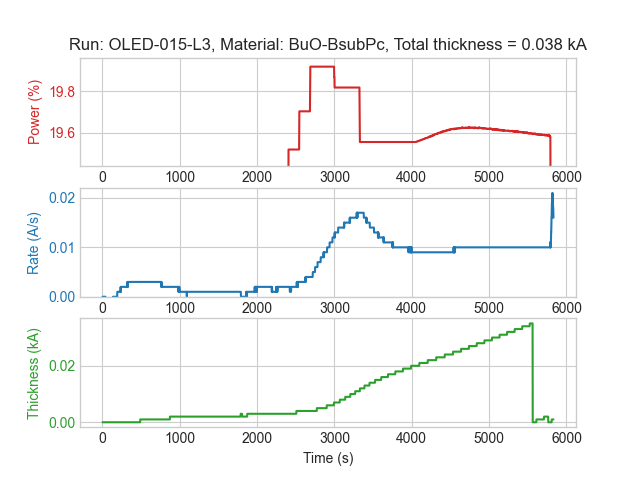 Run: OLED-015-L3, Material: BuO-BsubPc, Total thickness = 0.038 kA
Power (%)
19.8
19.6
0 1000 2000 3000 4000 5000 6000
Rate (A/s)
0.02
0.01
0.00
0 1000 2000 3000 4000 5000 6000
Thickness (kA)
0.02
0.00
0 1000 2000 3000 4000 5000 6000
Time (s)